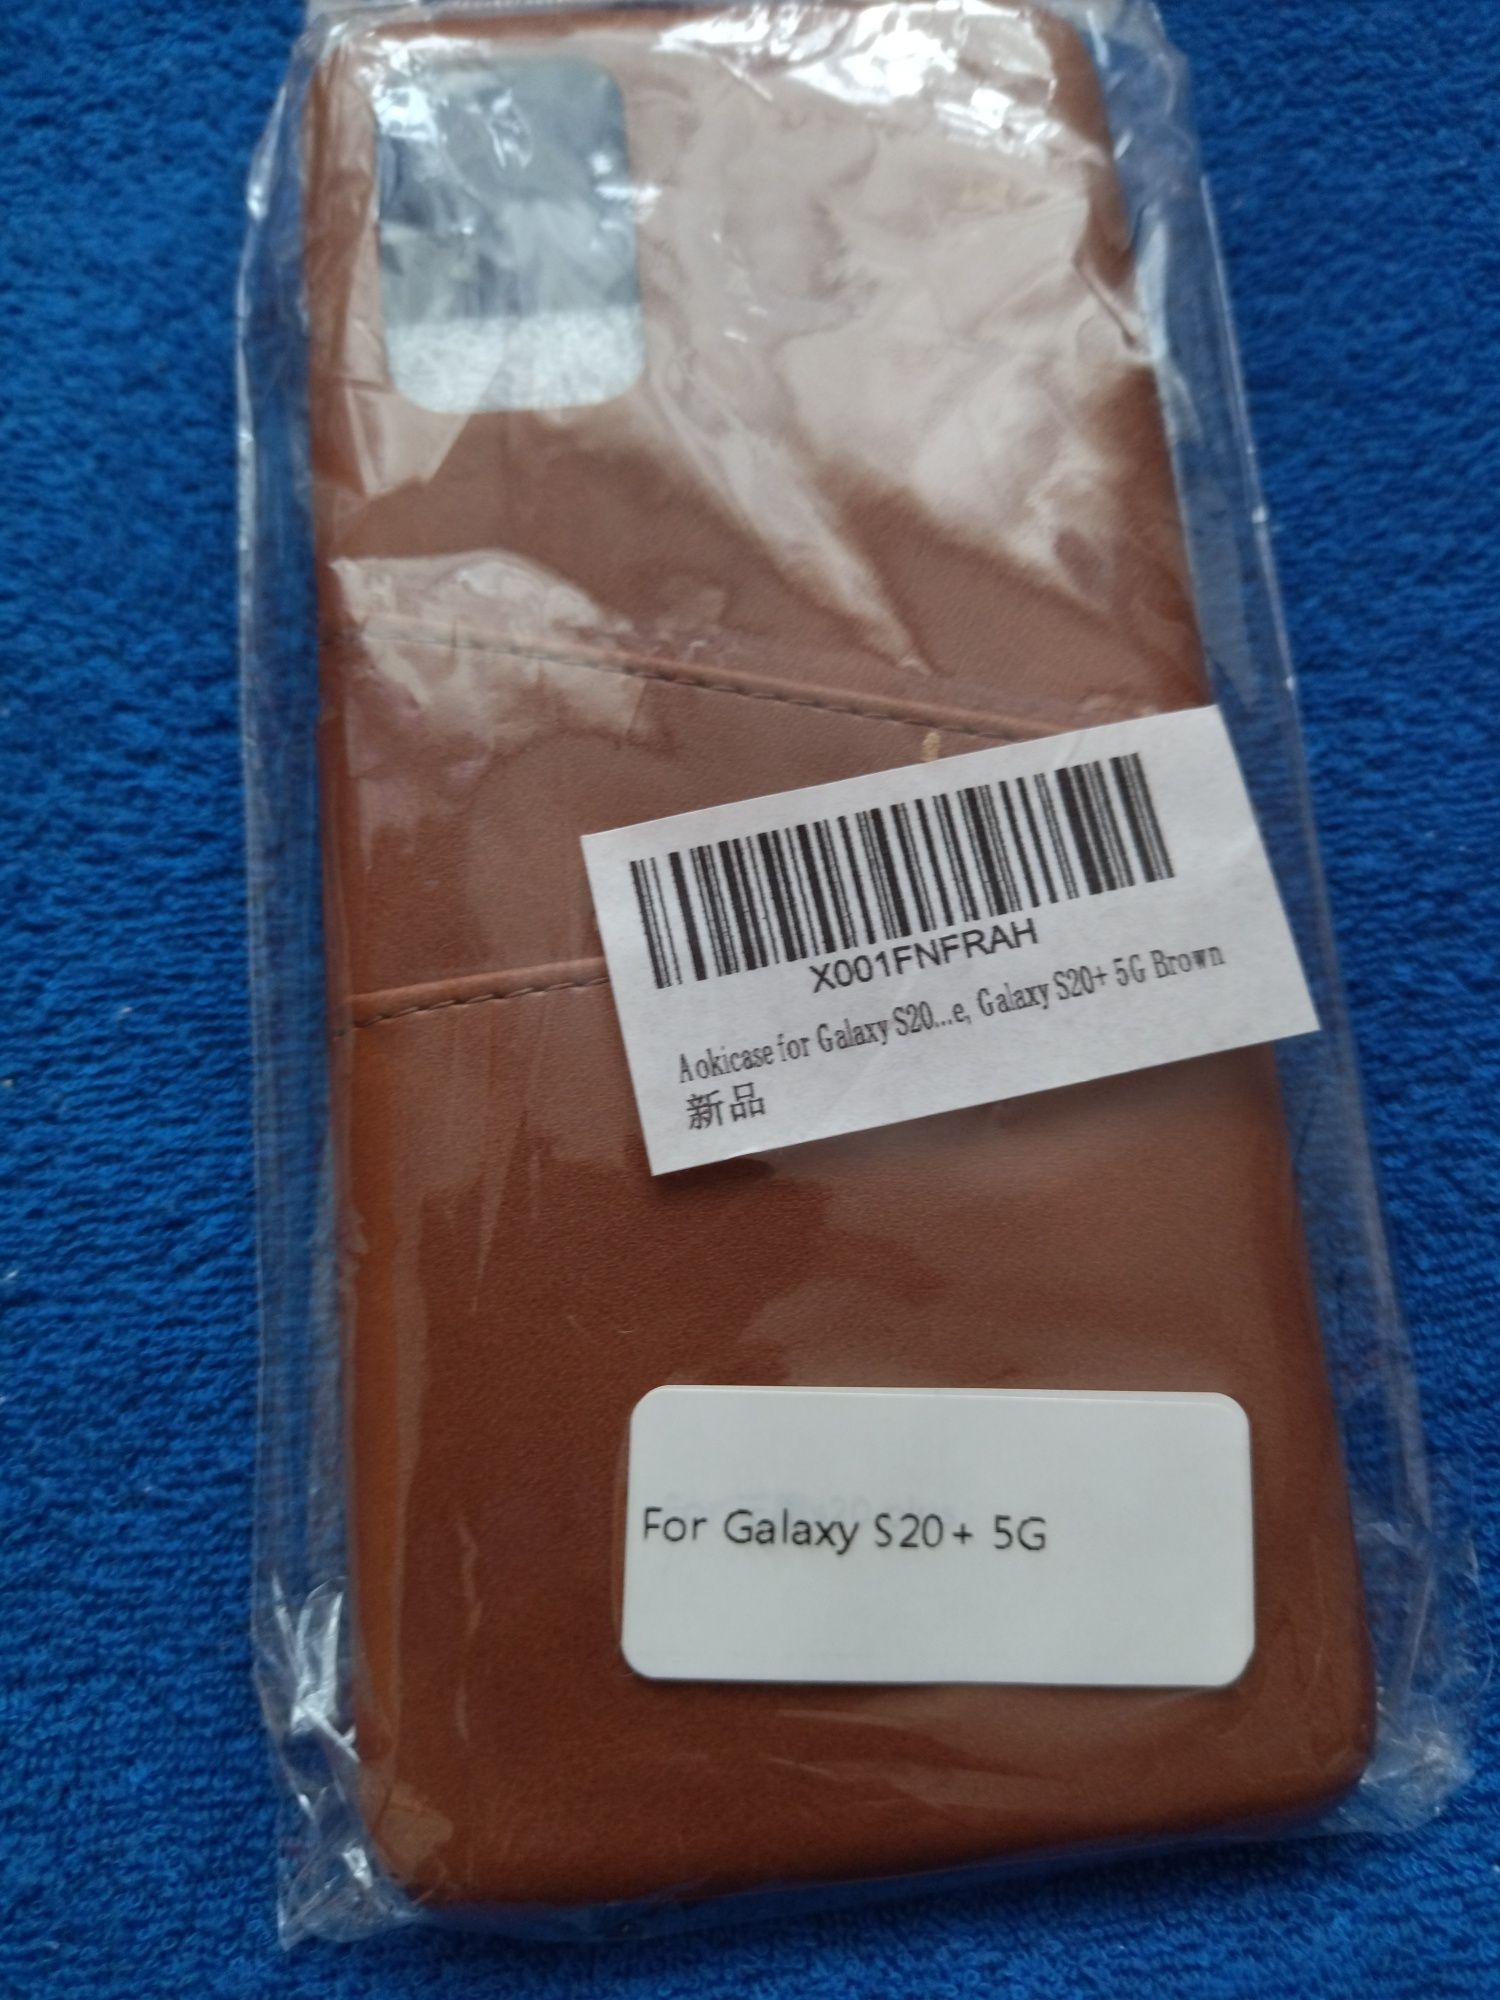 X001FNFRAH
Aokicase for Galaxy S20...e, Galaxy S20+ 5G Brown
新品
For Galaxy S20+ 5G